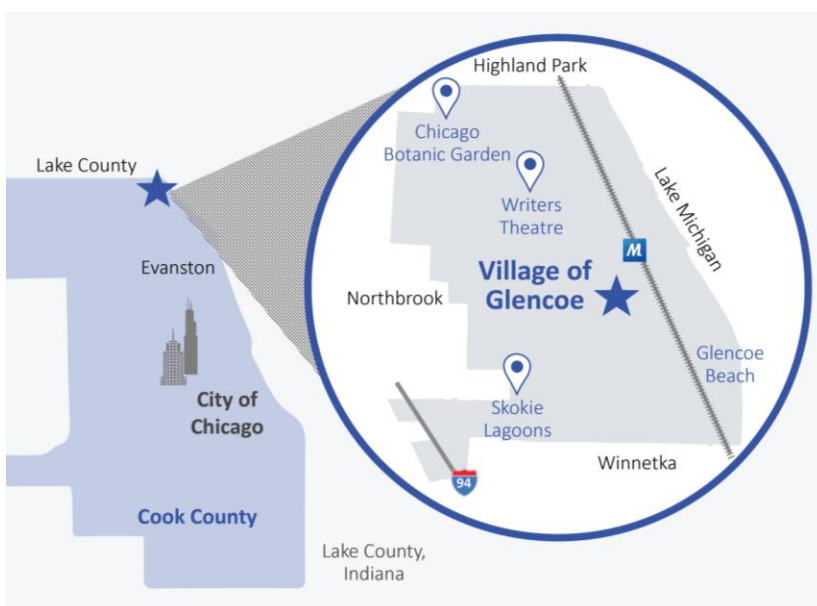 Highland Park
Chicago
Botanic Garden
Lake County
Writers
Theatre
Lake Michigan
M
Evanston
Village of
Glencoe
Northbrook
Glencoe
Beach
City of
Chicago
Skokie
Lagoons
Winnetka
94
Cook County
Lake County,
Indiana